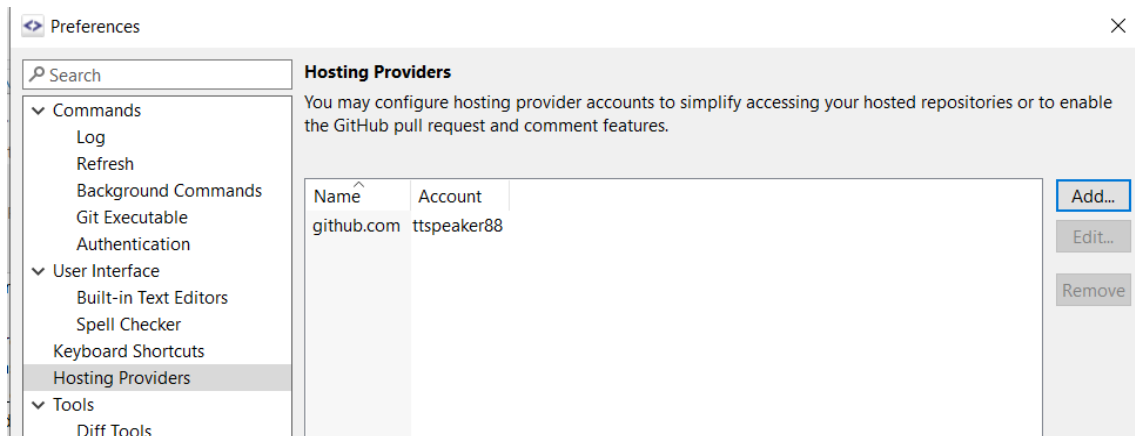 Preferences
Search
Commands
Log
Refresh
Background Commands
Git Executable
Authentication
User Interface
Built-in Text Editors
Spell Checker
Keyboard Shortcuts
Hosting Providers
Tools
Diff Tools
Hosting Providers
You may configure hosting provider accounts to simplify accessing your hosted repositories or to enable
the GitHub pull request and comment features.
Name Account
github.com ttspeaker88
Add...
Edit...
Remove